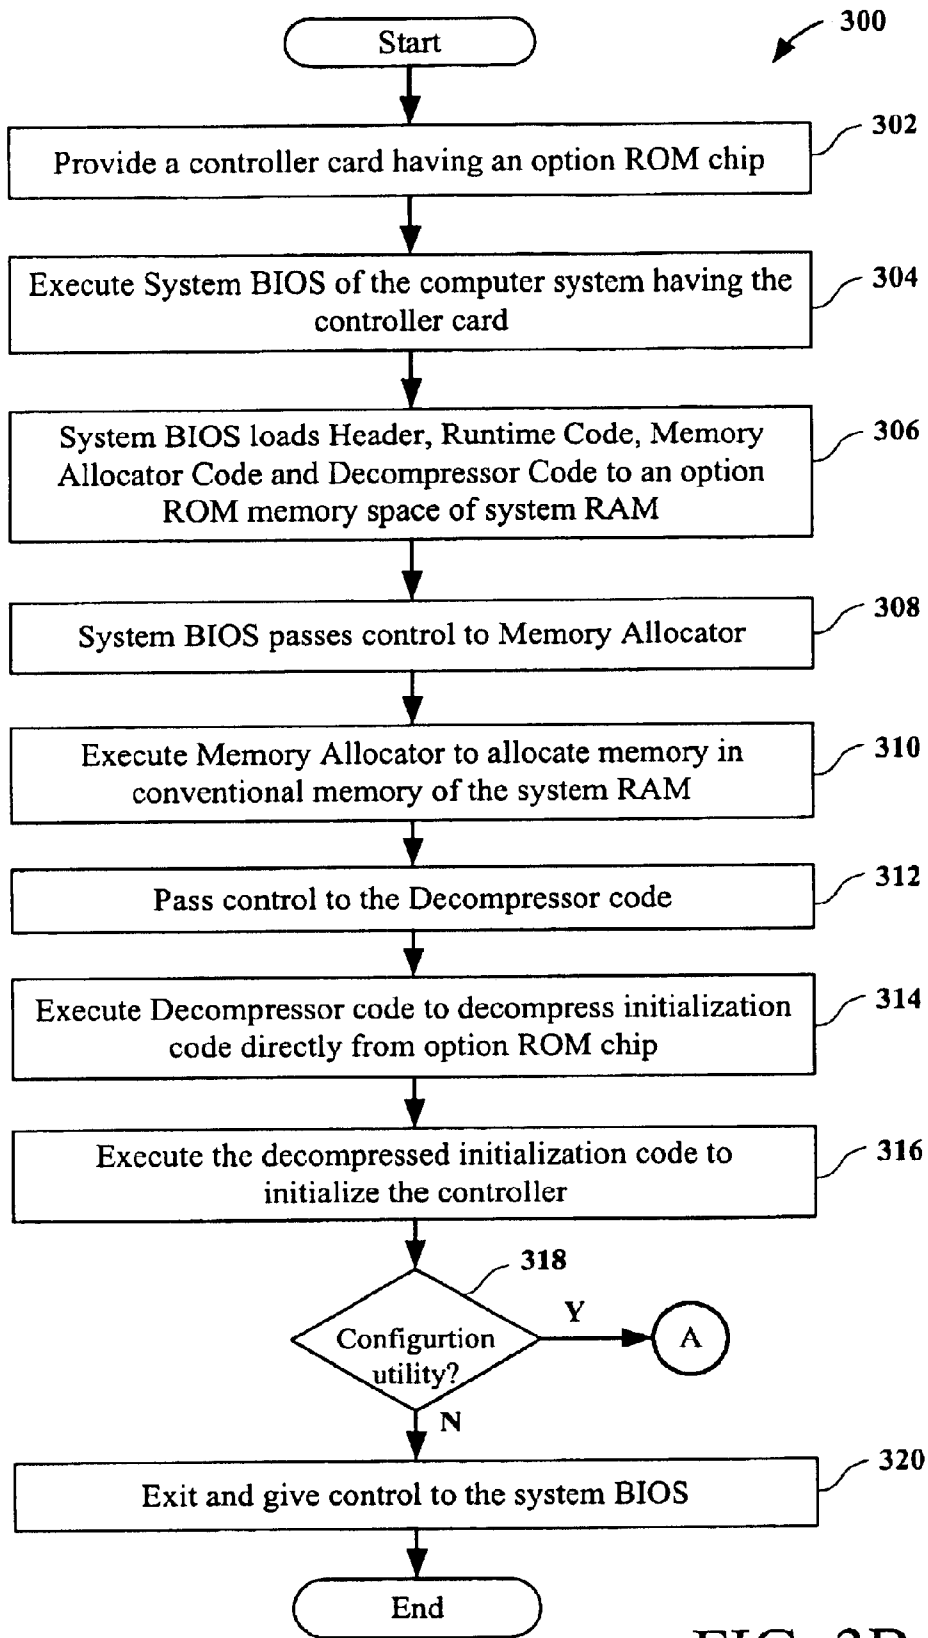 300
Start
302
Provide a controller card having an option ROM chip
304
Execute System BIOS of the computer system having the
controller card
306
System BIOS loads Header, Runtime Code, Memory
Allocator Code and Decompressor Code to an option
ROM memory space of system RAM
308
System BIOS passes control to Memory Allocator
310
Execute Memory Allocator to allocate memory in
conventional memory of the system RAM
312
Pass control to the Decompressor code
314
Execute Decompressor code to decompress initialization
code directly from option ROM chip
316
Execute the decompressed initialization code to
initialize the controller
318
Configurtion
utility?
Y
A
N
320
Exit and give control to the system BIOS
End